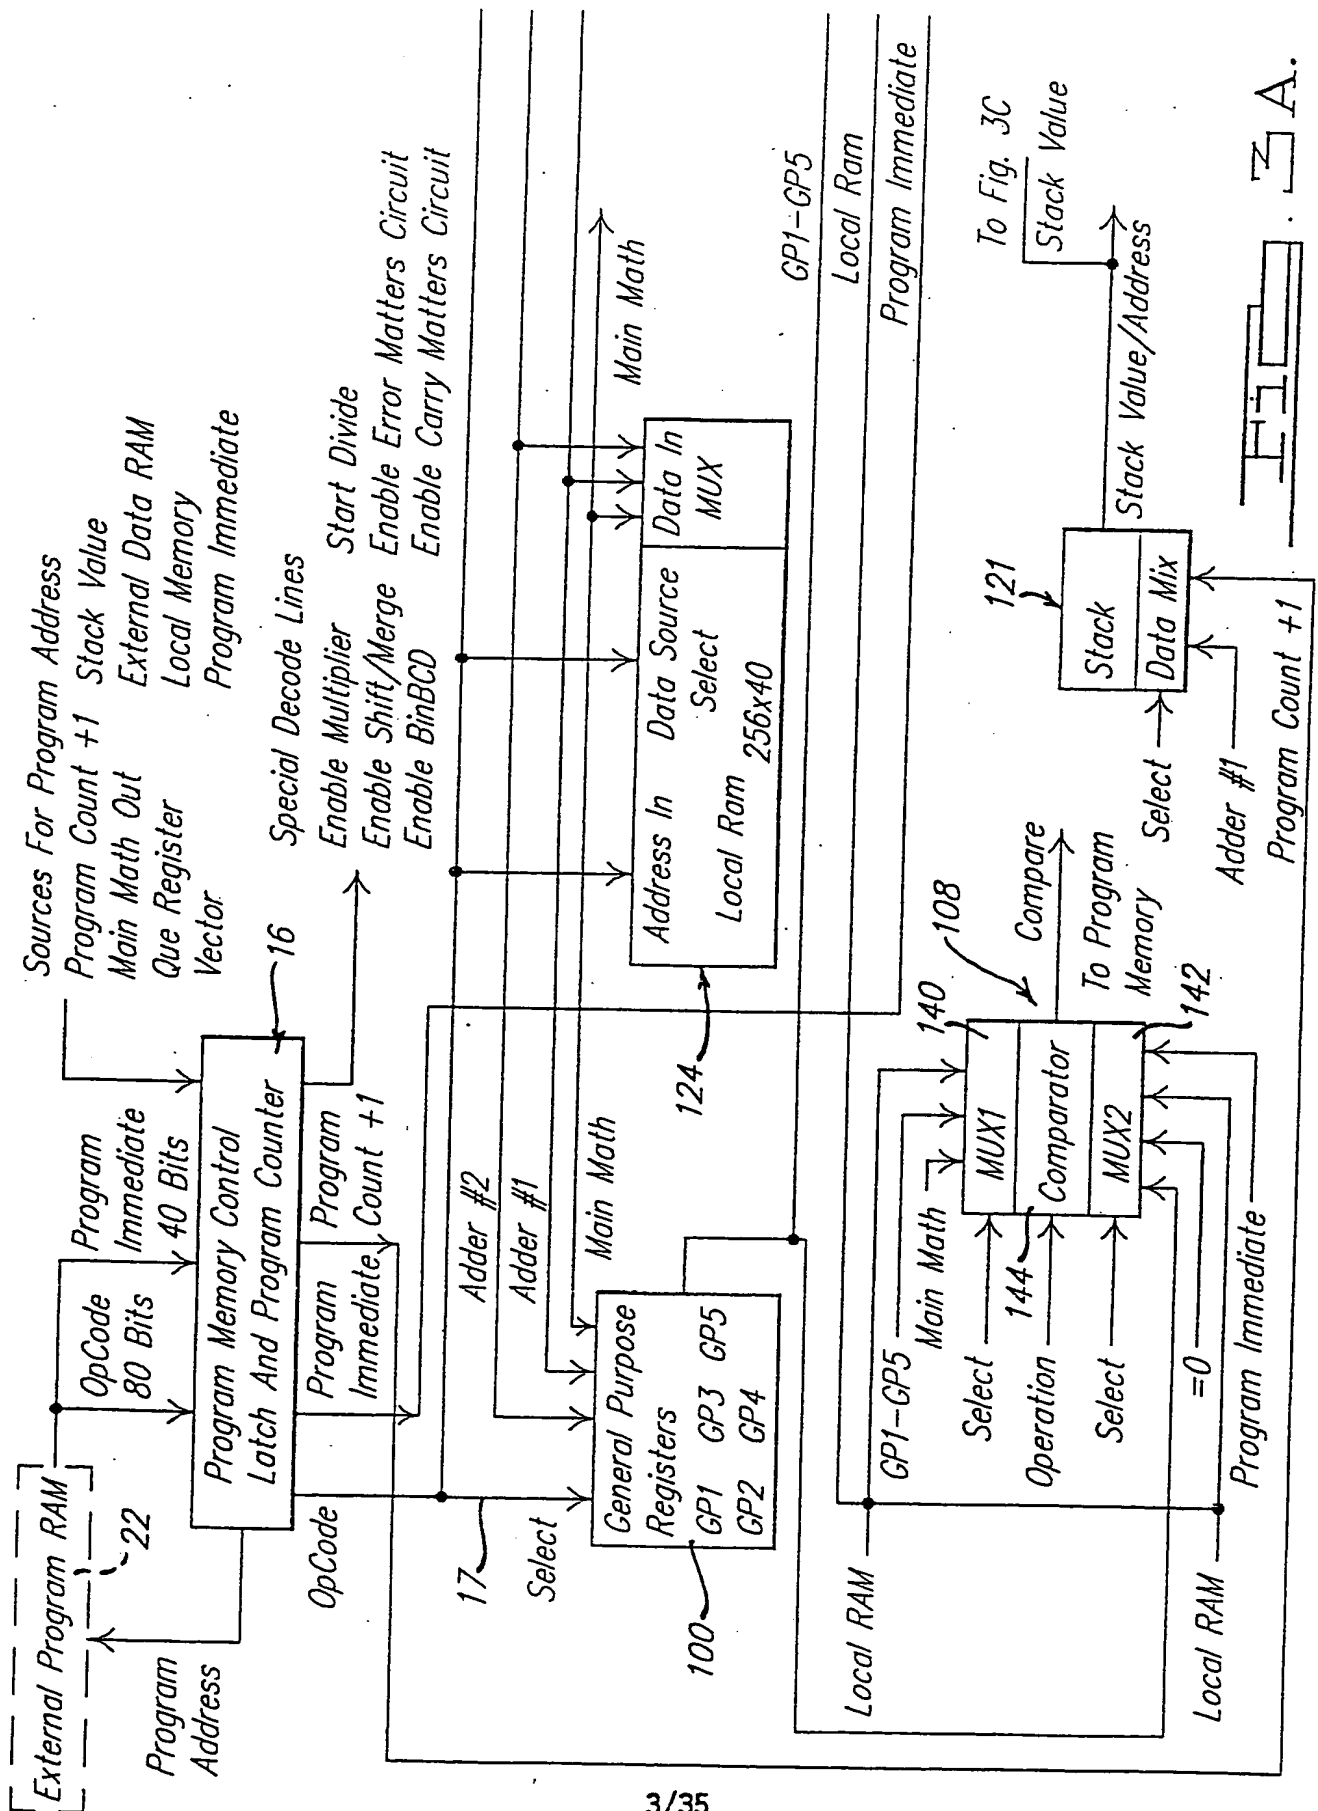 External Program RAM
22
Program
Address
OpCode
80 Bits
Program
Immediate
40 Bits
Sources For Program Address
Program Count +1
Main Math Out
Que Register
Vector
Stack Value
External Data RAM
Local Memory
Program Immediate
16
Program Memory Control
Latch And Program Counter
Special Decode Lines
Enable Multiplier
Enable Shift/Merge
Enable BinBCD
Start Divide
Enable Error Matters Circuit
Enable Carry Matters Circuit
OpCode
Program
Immediate
Program
Count +1
17
Select
Adder #2
Adder #1
Main Math
General Purpose
Registers
GP1 GP3 GP5
GP2 GP4
100
Address In
Data Source
Select
Local Ram 256x40
Data In
MUX
124
Main Math
GP1-GP5
Local Ram
Program Immediate
Local RAM
GP1-GP5
Main Math
Select
144
Operation
Select
MUX1
Comparator
MUX2
140
108
142
Compare
To Program
Memory
=0
Local RAM
Program Immediate
121
Stack
Data Mix
Select
Adder #1
Program Count +1
Stack Value/Address
To Fig. 3C
Stack Value
Fig. 3A.
3/35